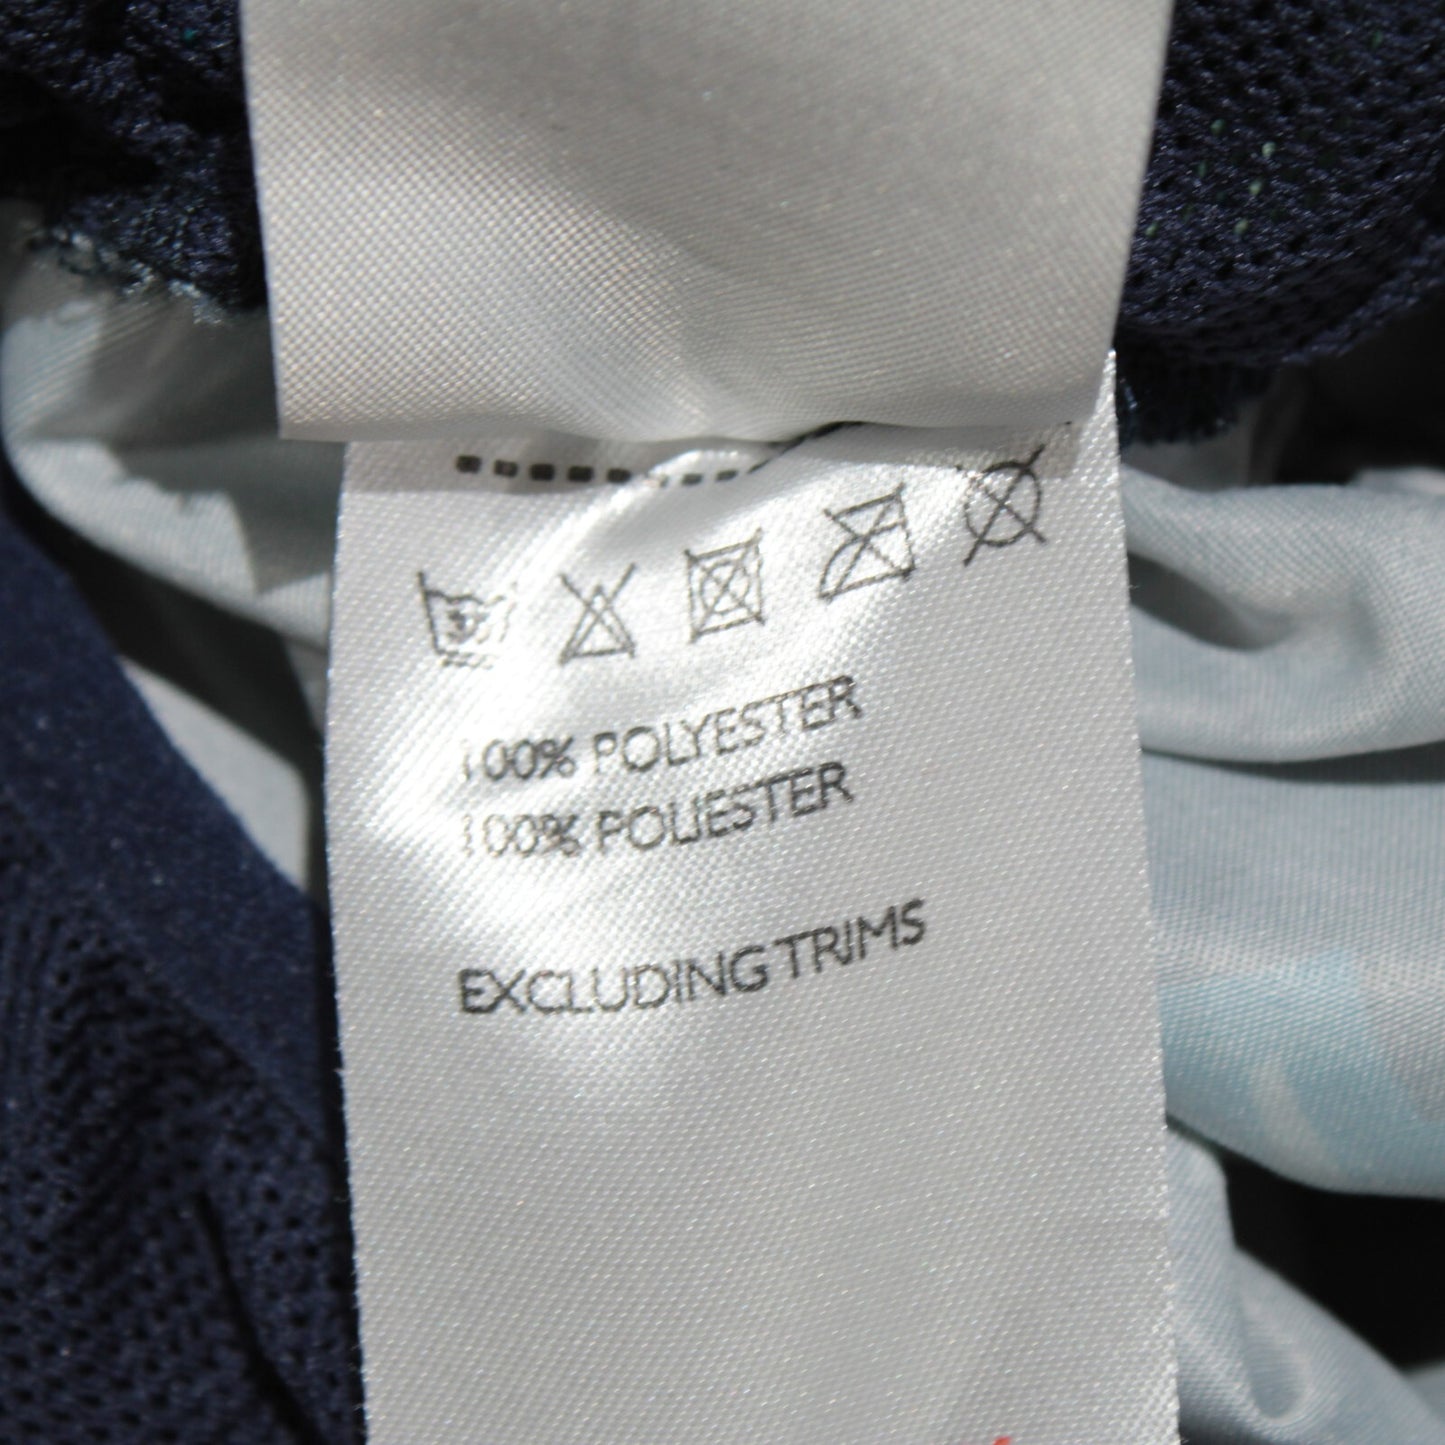 100% POLYESTER
100% POLIESTER
EXCLUDING TRIMS